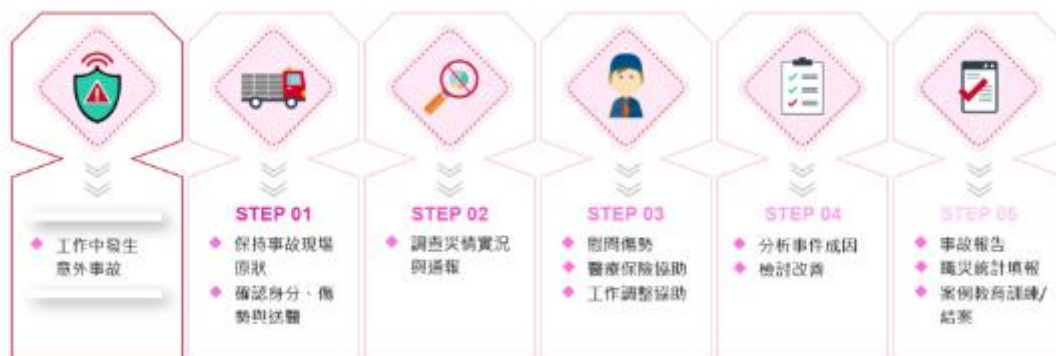 工作中發生
意外事故
STEP 01
保持事故現場
原狀
確認身分、傷
勢與送醫
STEP 02
調查災情實況
與通報
STEP 03
慰問傷勢
醫療保險協助
工作調整協助
STEP 04
分析事件成因
檢討改善
STEP 05
事故報告
職災統計填報
案例教育訓練/
結案